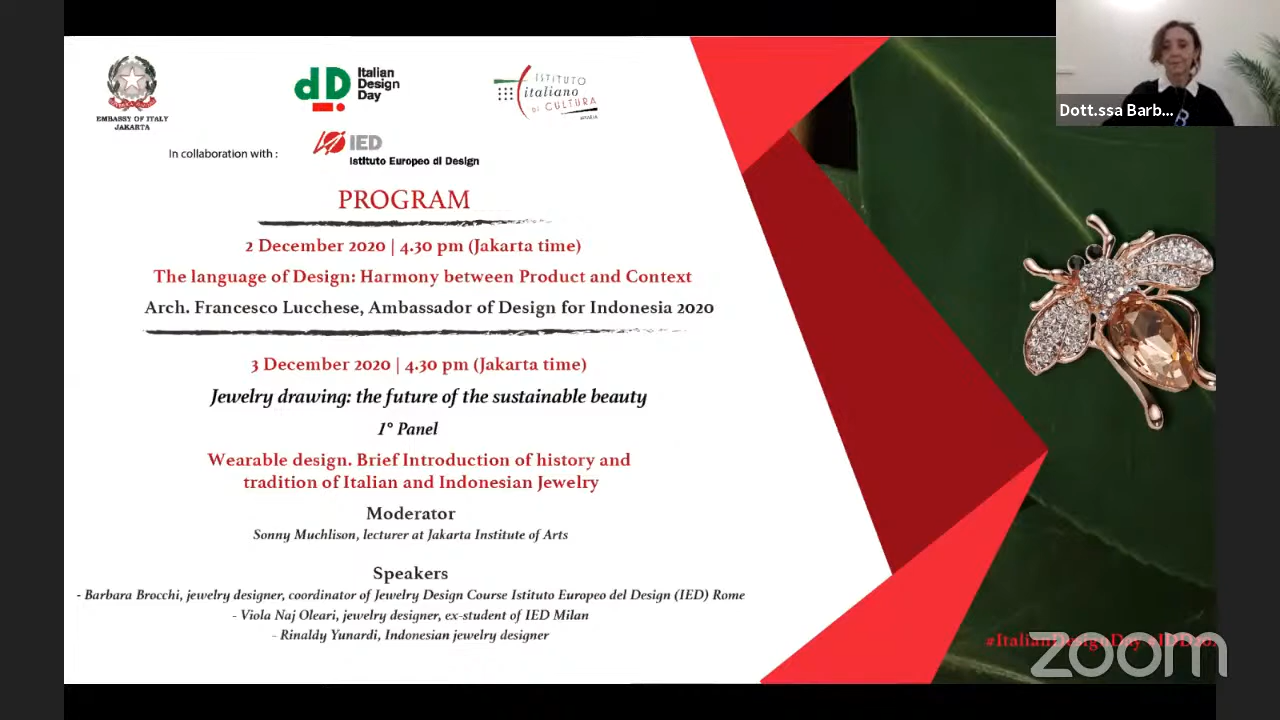 EMBASSY OF ITALY
JAKARTA
dD
Italian
Design
Day
ISTITUTO
italiano
DI CULTURA
In collaboration with :
IED
Istituto Europeo di Design
PROGRAM
2 December 2020 | 4.30 pm (Jakarta time)
The language of Design: Harmony between Product and Context
Arch. Francesco Lucchese, Ambassador of Design for Indonesia 2020
3 December 2020 | 4.30 pm (Jakarta time)
Jewelry drawing: the future of the sustainable beauty
1° Panel
Wearable design. Brief Introduction of history and
tradition of Italian and Indonesian Jewelry
Moderator
Sonny Muchlison, lecturer at Jakarta Institute of Arts
Speakers
- Barbara Brocchi, jewelry designer, coordinator of Jewelry Design Course Istituto Europeo del Design (IED) Rome
- Viola Naj Oleari, jewelry designer, ex-student of IED Milan
- Rinaldy Yunardi, Indonesian jewelry designer
Dott.ssa Barb...
#ItalianDesignDay
zoom